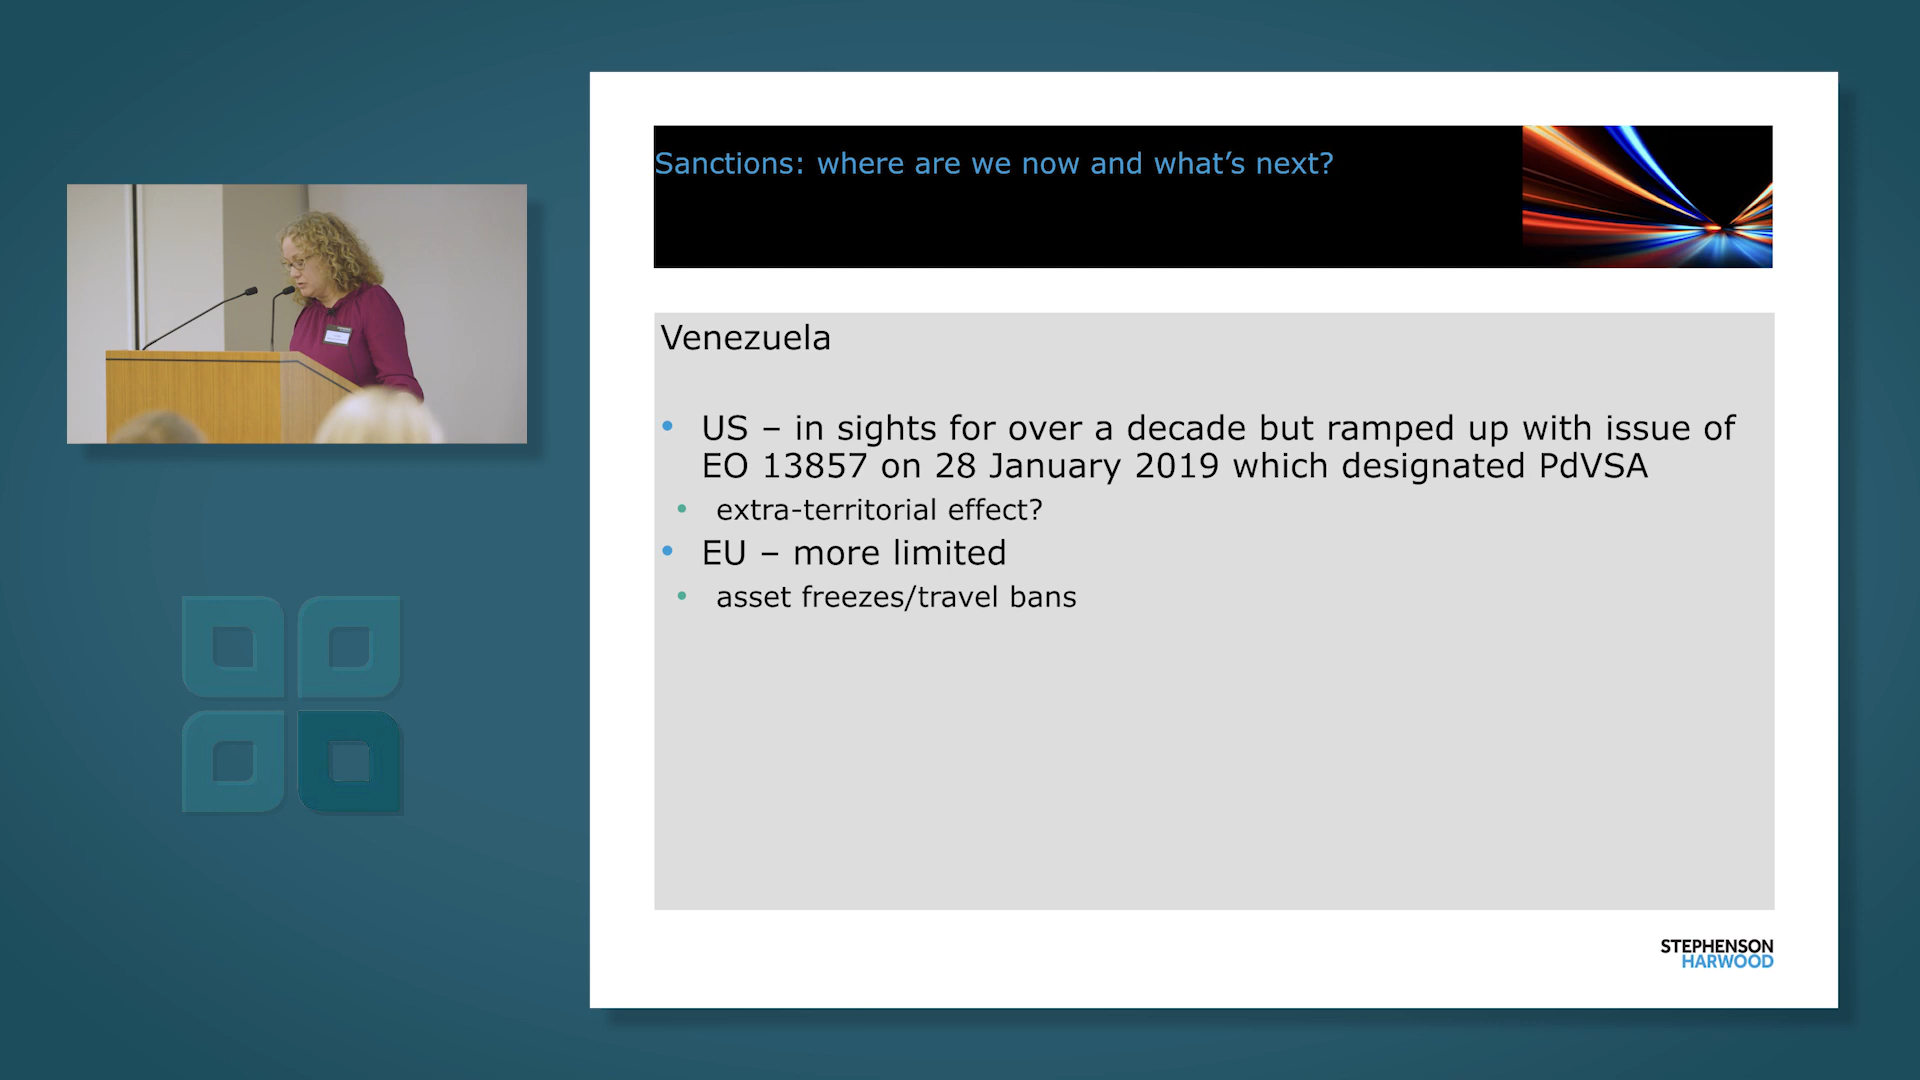 Sanctions: where are we now and what’s next?
Venezuela
• US – in sights for over a decade but ramped up with issue of
EO 13857 on 28 January 2019 which designated PdVSA
• extra-territorial effect?
• EU – more limited
• asset freezes/travel bans
STEPHENSON
HARWOOD